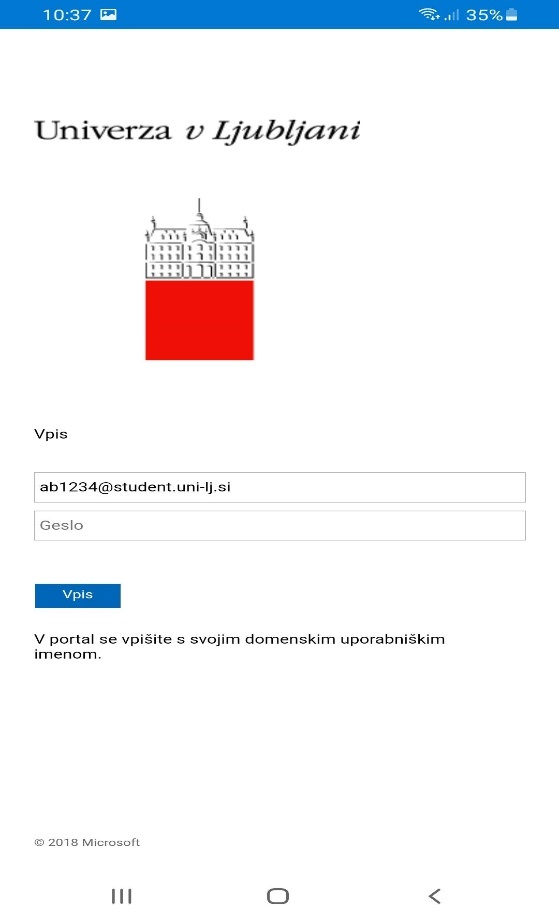 10:37 35%
Univerza v Ljubljani
Vpis
ab1234@student.uni-lj.si
Geslo
Vpis
V portal se vpišite s svojim domenskim uporabniškim
imenom.
© 2018 Microsoft